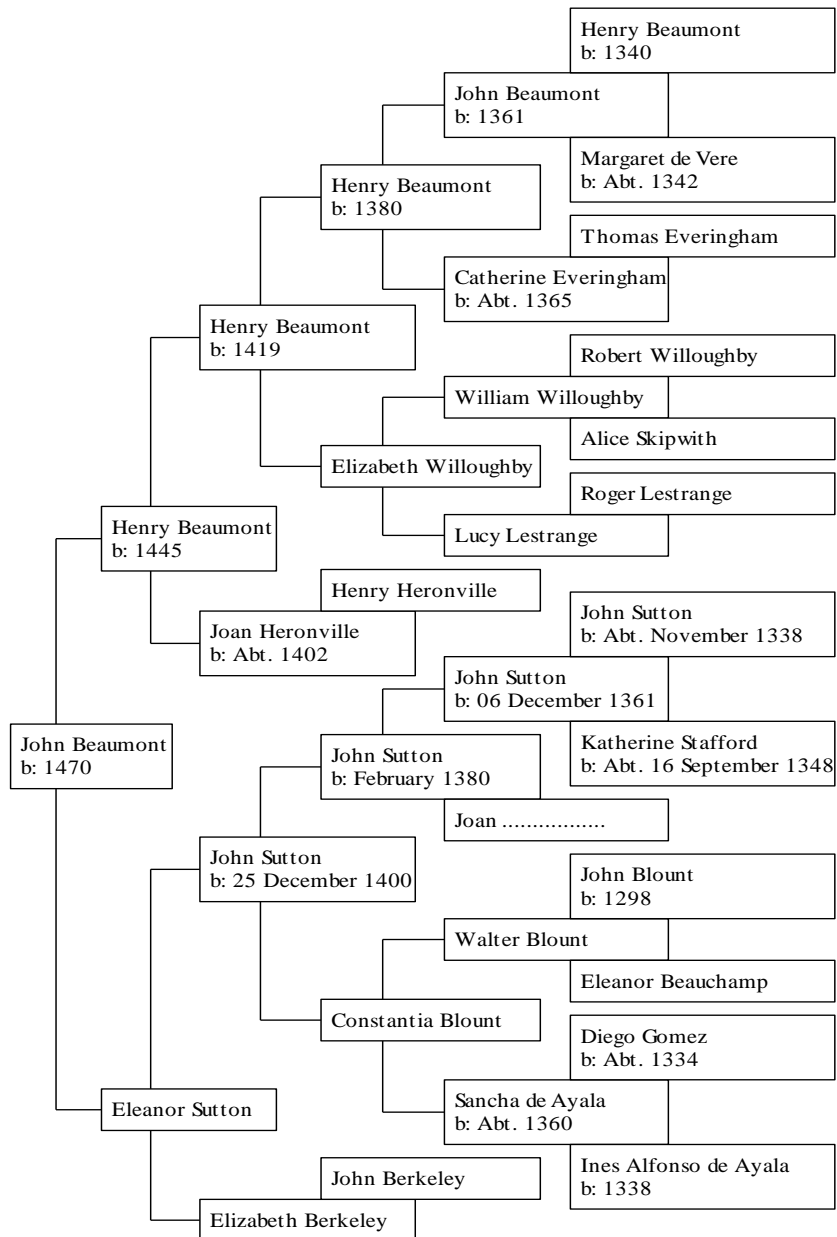 Henry Beaumont
b: 1340
John Beaumont
b: 1361
Margaret de Vere
b: Abt. 1342
Henry Beaumont
b: 1380
Thomas Everingham
Catherine Everingham
b: Abt. 1365
Henry Beaumont
b: 1419
Robert Willoughby
William Willoughby
Alice Skipwith
Elizabeth Willoughby
Roger Lestrange
Lucy Lestrange
Henry Beaumont
b: 1445
Henry Heronville
Joan Heronville
b: Abt. 1402
John Sutton
b: Abt. November 1338
John Sutton
b: 06 December 1361
Katherine Stafford
b: Abt. 16 September 1348
John Beaumont
b: 1470
John Sutton
b: February 1380
Joan .................
John Sutton
b: 25 December 1400
John Blount
b: 1298
Walter Blount
Eleanor Beauchamp
Constantia Blount
Diego Gomez
b: Abt. 1334
Sancha de Ayala
b: Abt. 1360
Ines Alfonso de Ayala
b: 1338
Eleanor Sutton
John Berkeley
Elizabeth Berkeley